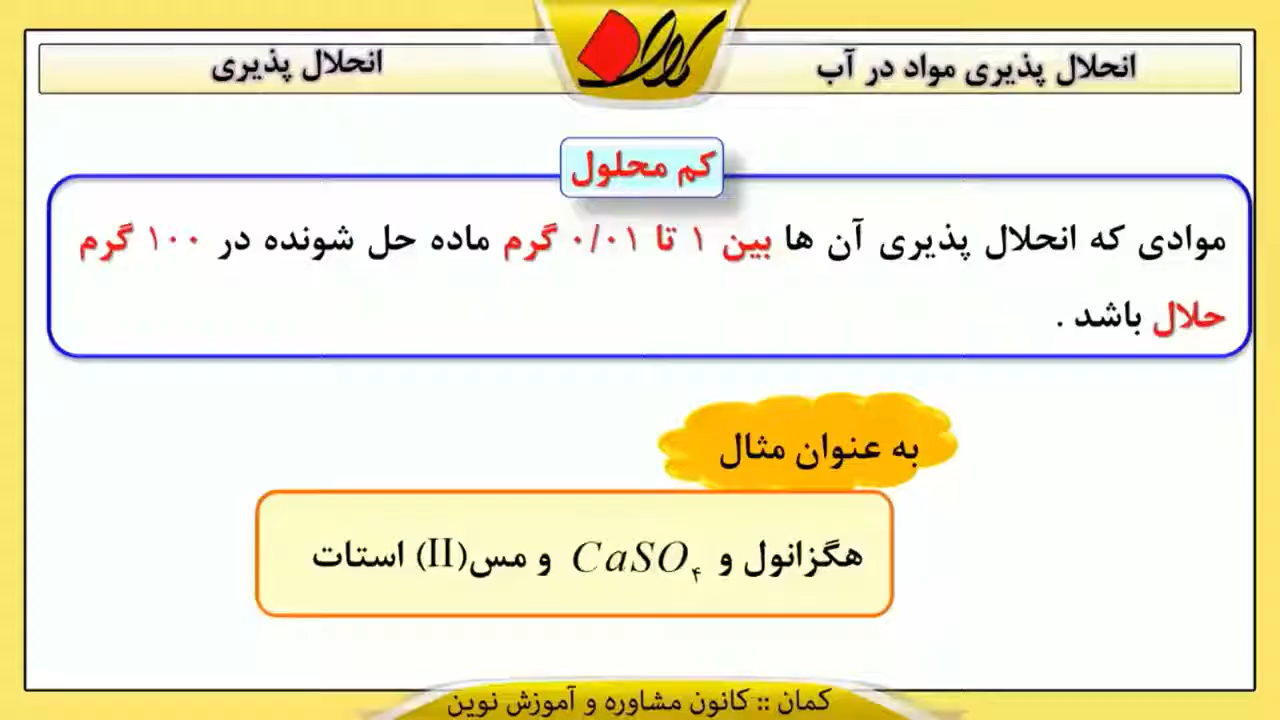 انحلال پذیری مواد در آب
کمان
انحلال پذیری
کم محلول
موادی که انحلال پذیری آن ها بین ۱ تا ۰/۰۱ گرم ماده حل شونده در ۱۰۰ گرم
حلال باشد .
به عنوان مثال
هگزانول و CaSO۴ و مس(II) استات
کمان :: کانون مشاوره و آموزش نوین